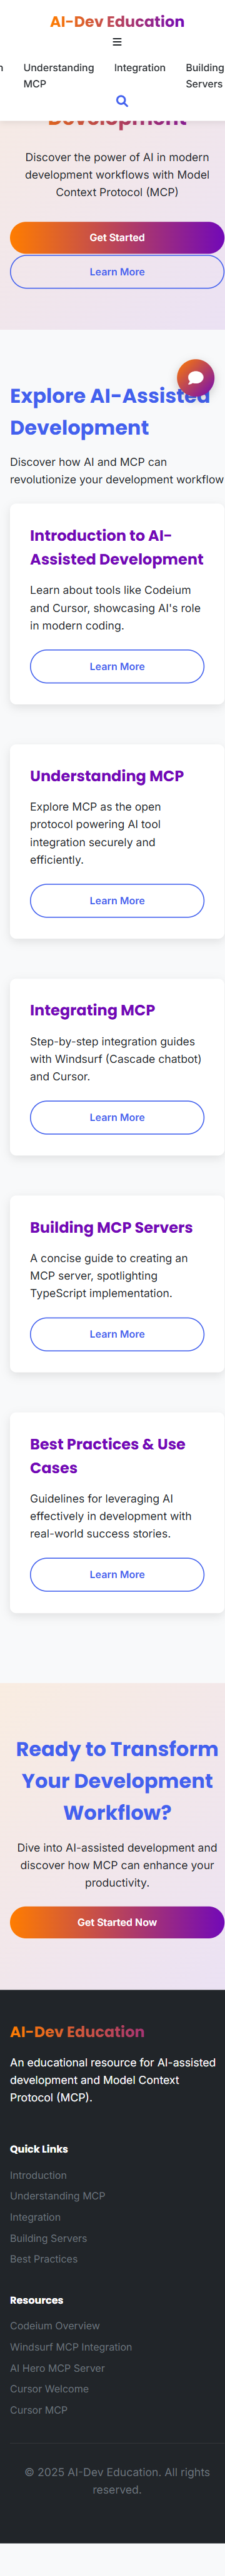 AI-Dev Education
n
Understanding
MCP
Integration
Building
Servers
Development
Discover the power of AI in modern
development workflows with Model
Context Protocol (MCP)
Get Started
Learn More
Explore AI-Assisted
Development
Discover how AI and MCP can
revolutionize your development workflow
Introduction to AI-
Assisted Development
Learn about tools like Codeium
and Cursor, showcasing AI's role
in modern coding.
Learn More
Understanding MCP
Explore MCP as the open
protocol powering AI tool
integration securely and
efficiently.
Learn More
Integrating MCP
Step-by-step integration guides
with Windsurf (Cascade chatbot)
and Cursor.
Learn More
Building MCP Servers
A concise guide to creating an
MCP server, spotlighting
TypeScript implementation.
Learn More
Best Practices & Use
Cases
Guidelines for leveraging AI
effectively in development with
real-world success stories.
Learn More
Ready to Transform
Your Development
Workflow?
Dive into AI-assisted development and
discover how MCP can enhance your
productivity.
Get Started Now
AI-Dev Education
An educational resource for AI-assisted
development and Model Context
Protocol (MCP).
Quick Links
Introduction
Understanding MCP
Integration
Building Servers
Best Practices
Resources
Codeium Overview
Windsurf MCP Integration
AI Hero MCP Server
Cursor Welcome
Cursor MCP
© 2025 AI-Dev Education. All rights
reserved.